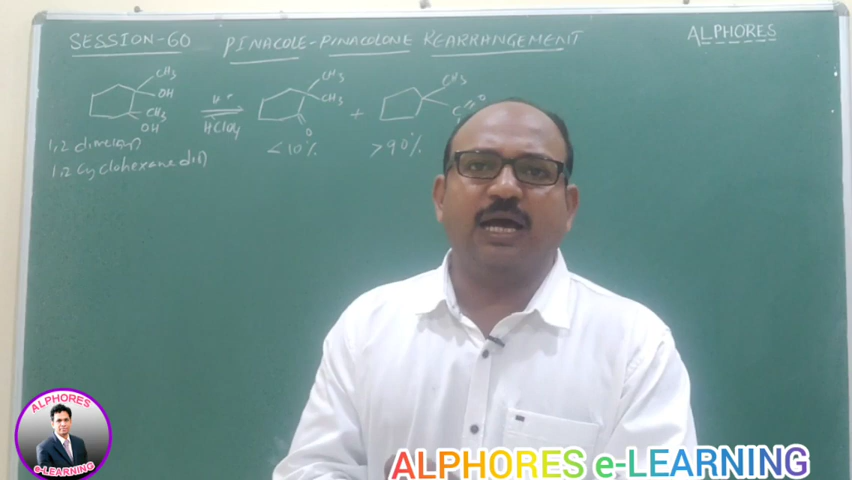 SESSION-60 PINACOLE-PINACOLONE REARRANGEMENT
ALPHORES
CH3 OH CH3 OH
H+
HClO4
CH3 CH3 O
+
CH3 C O
1,2 dimethyl
1,2 cyclohexane diol
<10%
>90%
ALPHORES
e-LEARNING
ALPHORES e-LEARNING